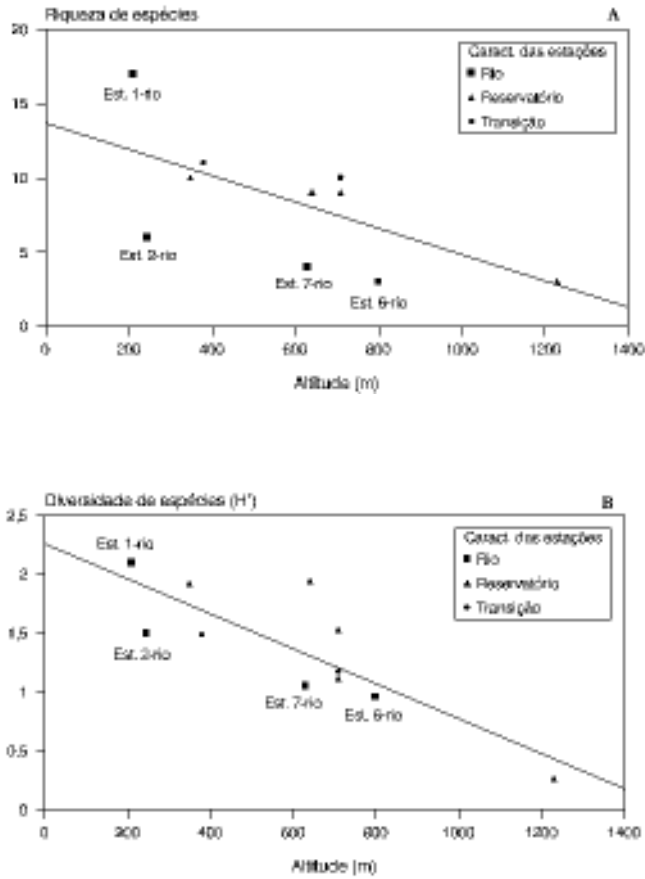 Riqueza de espécies
A
20
15
10
5
0
Caract. das estações
Rio
Reservatório
Transição
Est. 1-rio
Est. 2-rio
Est. 7-rio
Est. 6-rio
0 200 400 600 800 1000 1200 1400
Altitude (m)
Diversidade de espécies (H')
B
2,5
2
1,5
1
0,5
0
Caract. das estações
Rio
Reservatório
Transição
Est. 1-rio
Est. 2-rio
Est. 7-rio
Est. 6-rio
0 200 400 600 800 1000 1200 1400
Altitude (m)